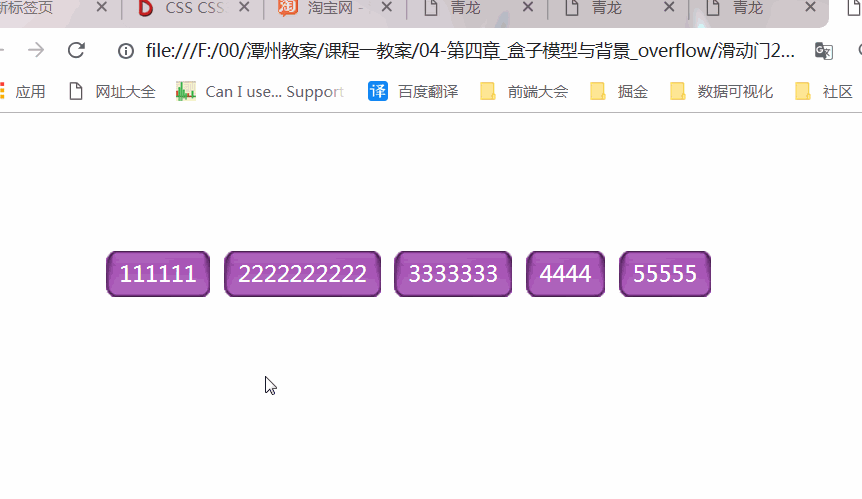 新标签页 CSS CSS 淘宝网 - 青龙 青龙 青龙
file:///F:/00/潭州教案/课程一教案/04-第四章_盒子模型与背景_overflow/滑动门2...
应用 网址大全 Can I use... Support 译 百度翻译 前端大会 掘金 数据可视化 社区
111111 2222222222 3333333 4444 55555